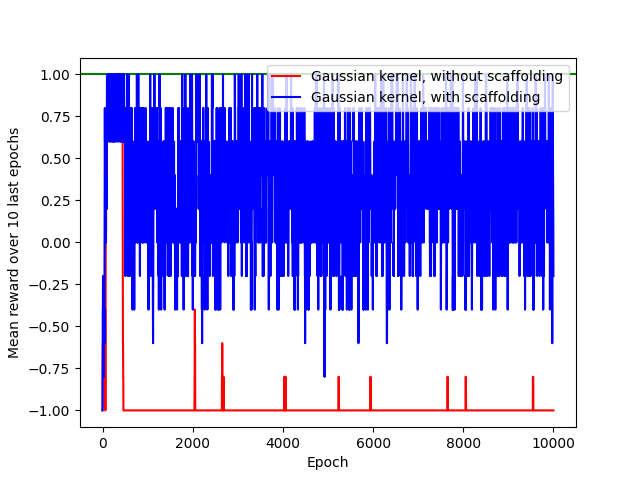 Gaussian kernel, without scaffolding
Gaussian kernel, with scaffolding
1.00
0.75
0.50
0.25
0.00
−0.25
−0.50
−0.75
−1.00
Mean reward over 10 last epochs
0 2000 4000 6000 8000 10000
Epoch